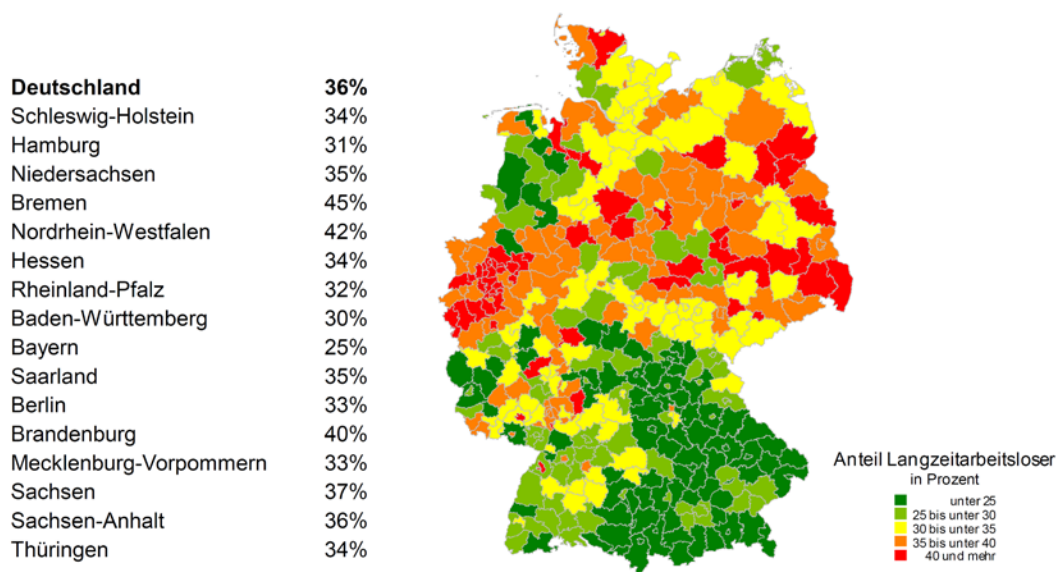 Deutschland 36%
Schleswig-Holstein 34%
Hamburg 31%
Niedersachsen 35%
Bremen 45%
Nordrhein-Westfalen 42%
Hessen 34%
Rheinland-Pfalz 32%
Baden-Württemberg 30%
Bayern 25%
Saarland 35%
Berlin 33%
Brandenburg 40%
Mecklenburg-Vorpommern 33%
Sachsen 37%
Sachsen-Anhalt 36%
Thüringen 34%
Anteil Langzeitarbeitsloser
in Prozent
unter 25
25 bis unter 30
30 bis unter 35
35 bis unter 40
40 und mehr